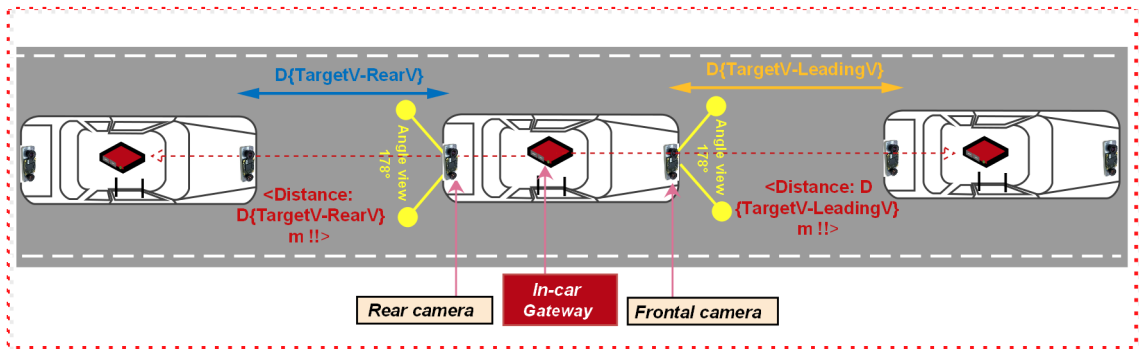 D{TargetV-RearV}
D{TargetV-LeadingV}
Angle view
178°
Angle view
178°
<Distance:
D{TargetV-RearV}
m !!>
<Distance: D
{TargetV-LeadingV}
m !!>
Rear camera
In-car
Gateway
Frontal camera